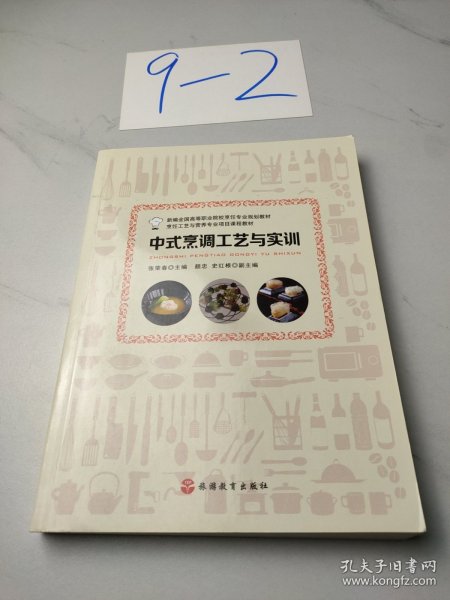 9-2
新编全国高等职业院校烹饪专业规划教材
烹饪工艺与营养专业项目课程教材
中式烹调工艺与实训
ZHONGSHI PENGTIAO GONGYI YU SHIXUN
张荣春◎主编 颜忠 史红根◎副主编
旅游教育出版社
孔夫子旧书网
www.kongfz.com